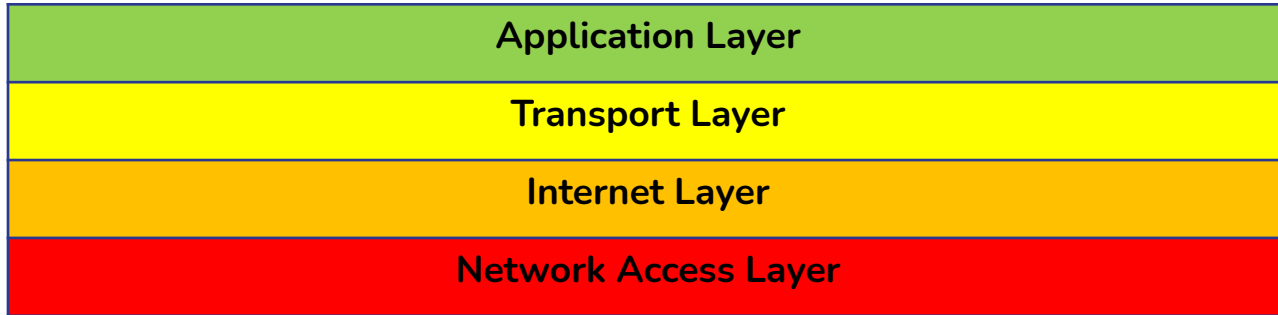 Application Layer
Transport Layer
Internet Layer
Network Access Layer